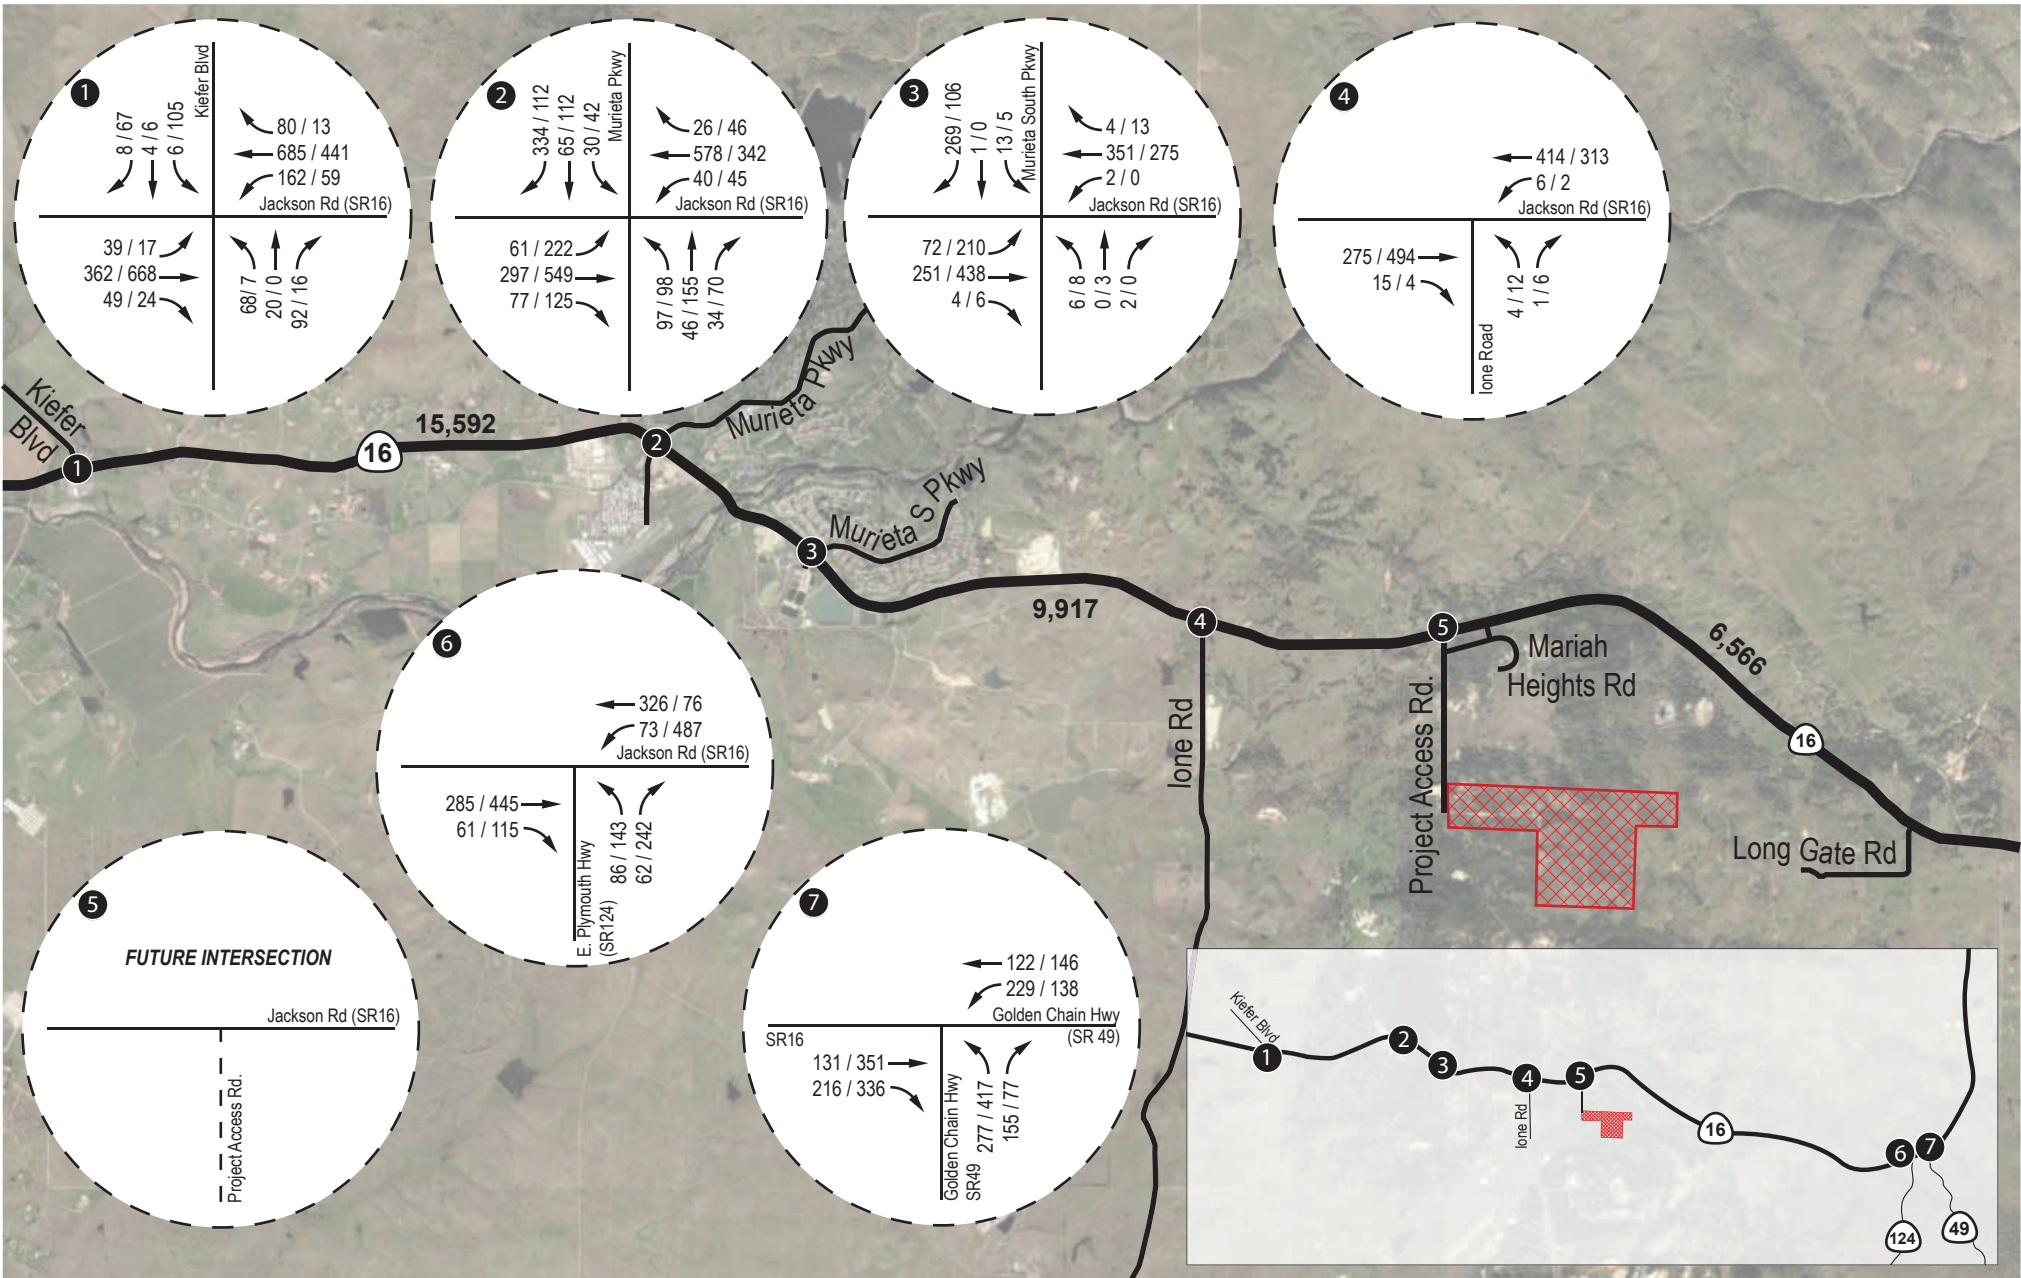 1
Kiefer Blvd
8 / 67
4 / 6
6 / 105
80 / 13
685 / 441
162 / 59
Jackson Rd (SR16)
39 / 17
362 / 668
49 / 24
68 / 7
20 / 0
92 / 16
2
Murieta Pkwy
334 / 112
65 / 112
30 / 42
26 / 46
578 / 342
40 / 45
Jackson Rd (SR16)
61 / 222
297 / 549
77 / 125
97 / 98
46 / 155
34 / 70
3
Murieta South Pkwy
269 / 106
1 / 0
13 / 5
4 / 13
351 / 275
2 / 0
Jackson Rd (SR16)
72 / 210
251 / 438
4 / 6
6 / 8
0 / 3
2 / 0
4
414 / 313
6 / 2
Jackson Rd (SR16)
275 / 494
15 / 4
4 / 12
1 / 6
Ione Road
Kiefer
Blvd
1
15,592
16
2
Murieta Pkwy
3
Murieta S Pkwy
9,917
4
Ione Rd
5
Mariah
Heights Rd
Project Access Rd.
6,566
16
Long Gate Rd
6
326 / 76
73 / 487
Jackson Rd (SR16)
285 / 445
61 / 115
86 / 143
62 / 242
E. Plymouth Hwy
(SR124)
5
FUTURE INTERSECTION
Jackson Rd (SR16)
Project Access Rd.
7
122 / 146
229 / 138
Golden Chain Hwy
(SR 49)
SR16
131 / 351
216 / 336
277 / 417
155 / 77
Golden Chain Hwy
SR49
Kiefer Blvd
1
2
3
4
5
Ione Rd
16
6
7
124
49